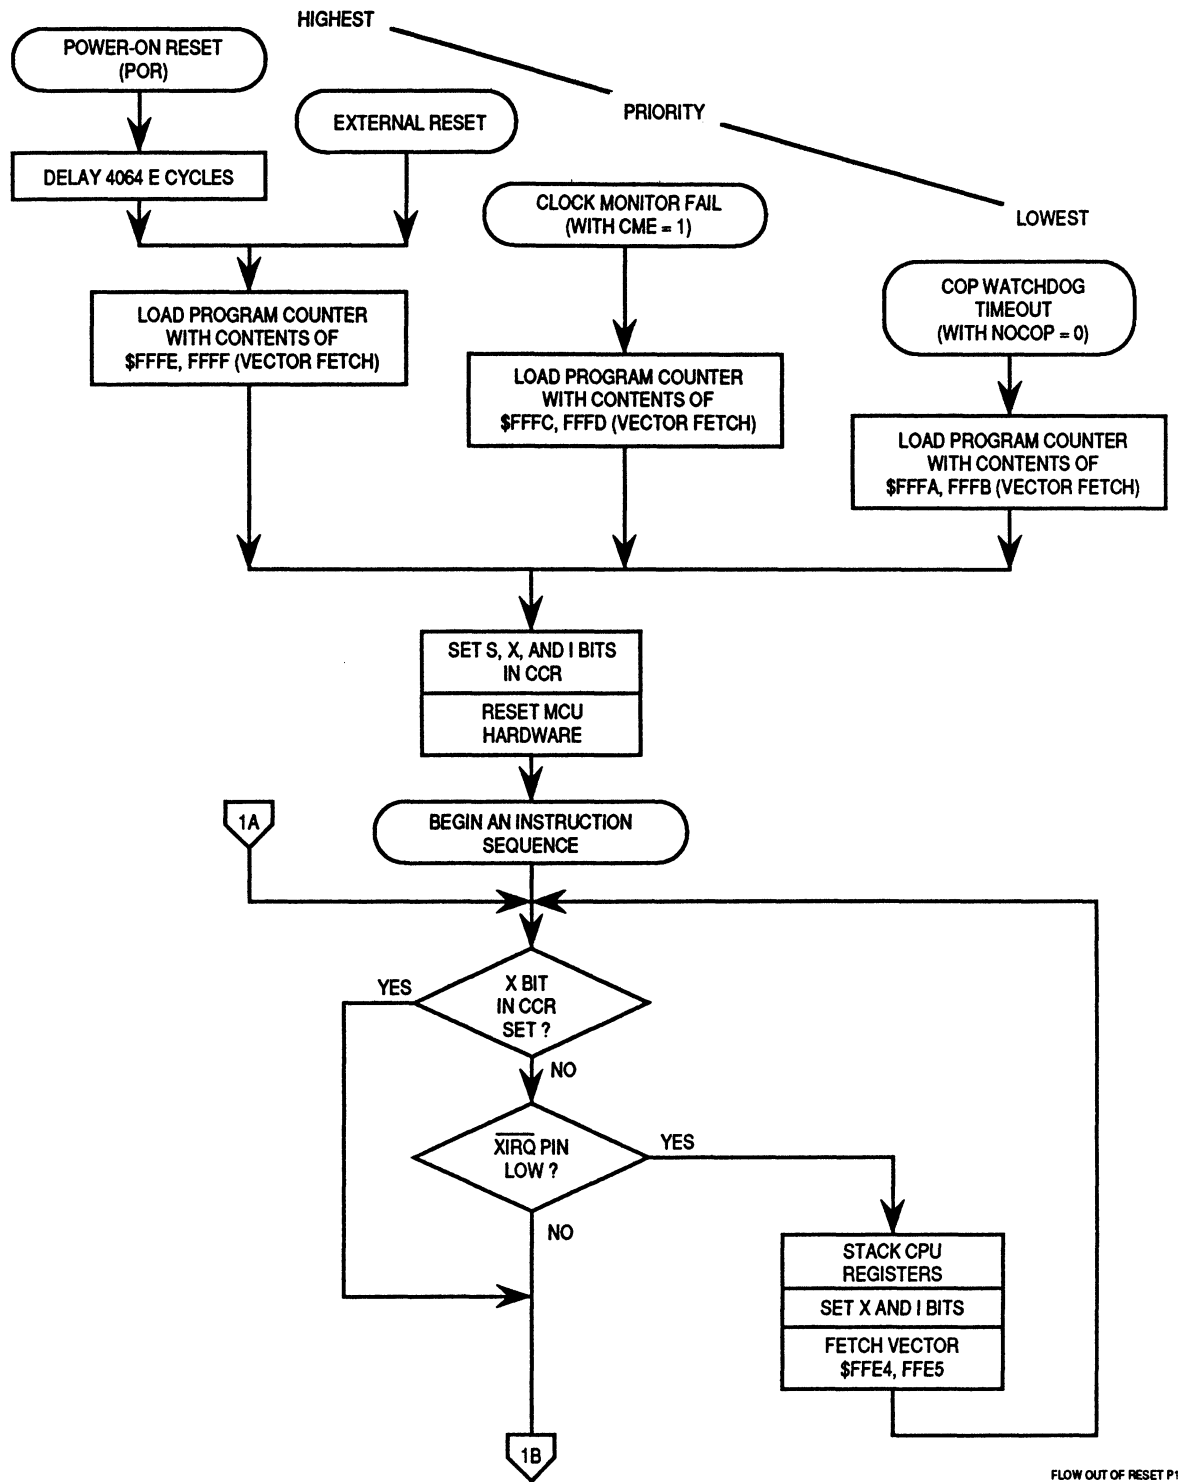 HIGHEST
POWER-ON RESET
(POR)
PRIORITY
EXTERNAL RESET
DELAY 4064 E CYCLES
CLOCK MONITOR FAIL
(WITH CME = 1)
LOWEST
COP WATCHDOG
TIMEOUT
(WITH NOCOP = 0)
LOAD PROGRAM COUNTER
WITH CONTENTS OF
$FFFE, FFFF (VECTOR FETCH)
LOAD PROGRAM COUNTER
WITH CONTENTS OF
$FFFC, FFFD (VECTOR FETCH)
LOAD PROGRAM COUNTER
WITH CONTENTS OF
$FFFA, FFFB (VECTOR FETCH)
SET S, X, AND I BITS
IN CCR
RESET MCU
HARDWARE
1A
BEGIN AN INSTRUCTION
SEQUENCE
YES
X BIT
IN CCR
SET ?
NO
XIRQ PIN
LOW ?
YES
NO
STACK CPU
REGISTERS
SET X AND I BITS
FETCH VECTOR
$FFE4, FFE5
1B
FLOW OUT OF RESET P1